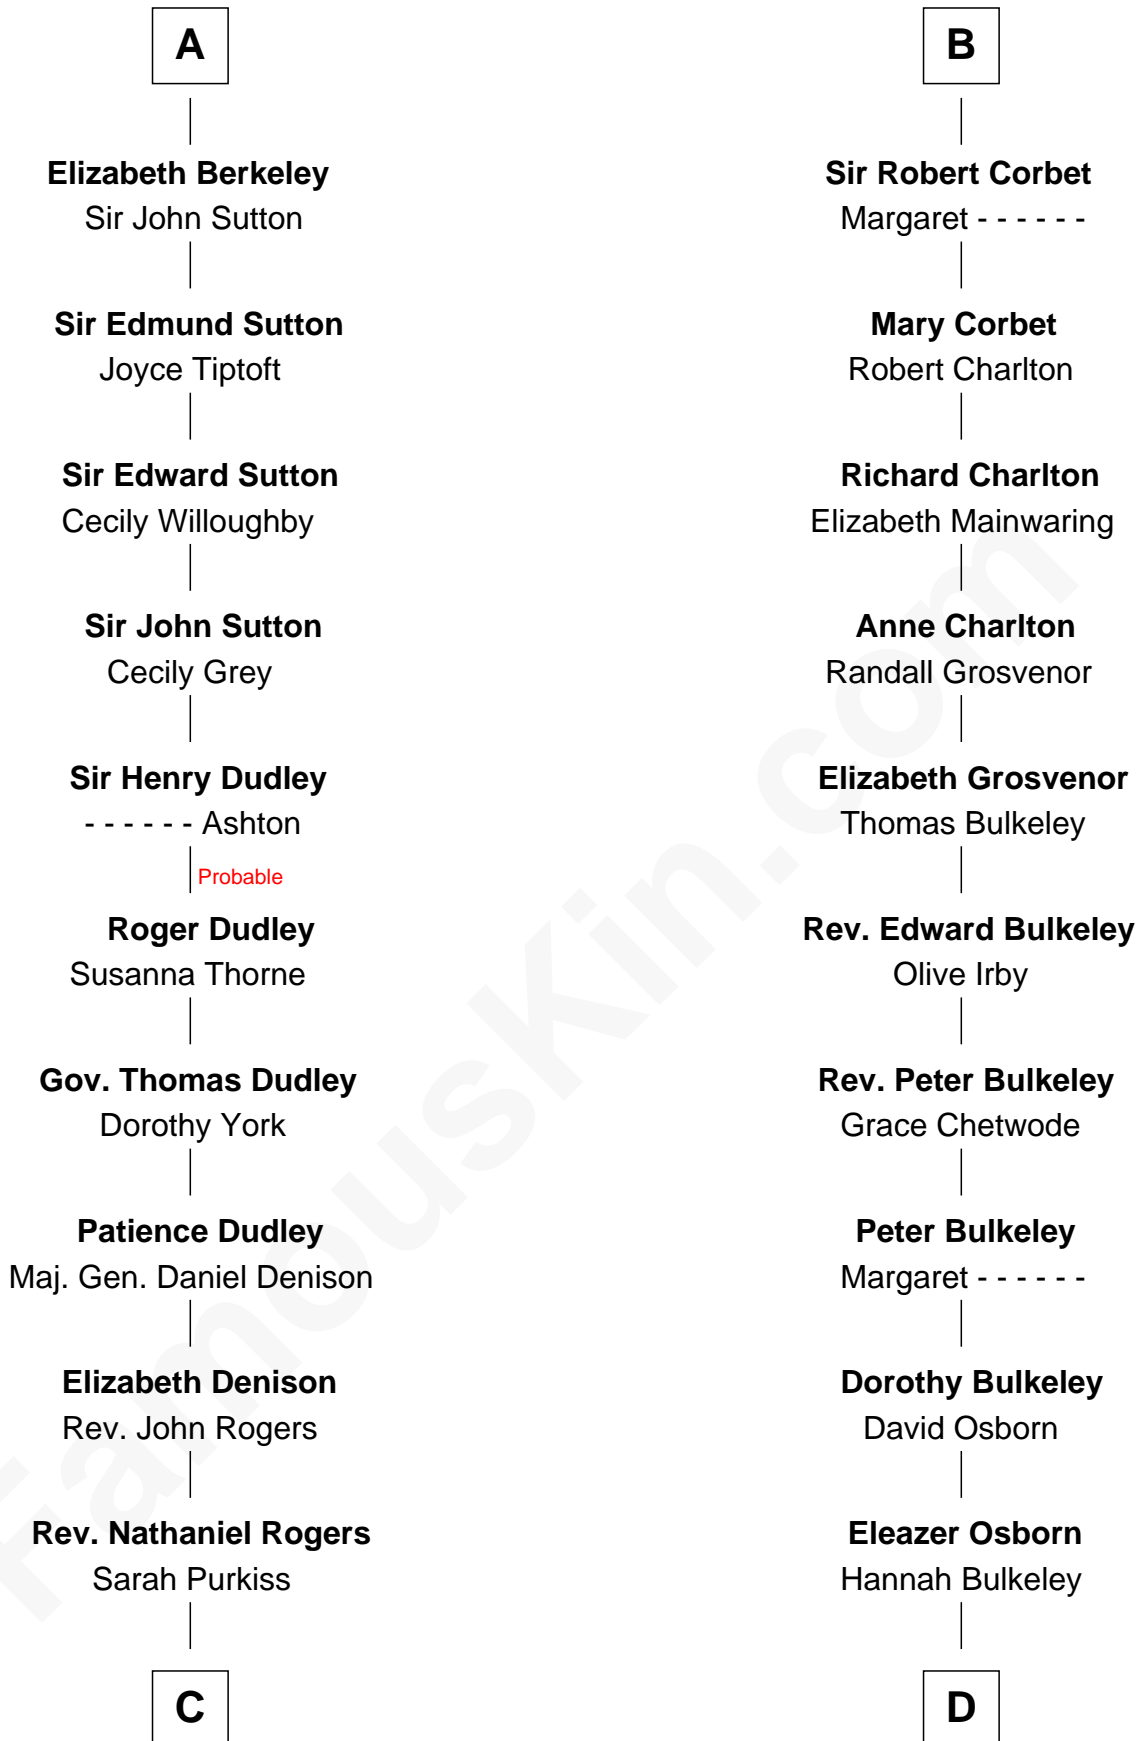 A
Elizabeth Berkeley
Sir John Sutton
Sir Edmund Sutton
Joyce Tiptoft
Sir Edward Sutton
Cecily Willoughby
Sir John Sutton
Cecily Grey
Sir Henry Dudley
- - - - - - Ashton
Probable
Roger Dudley
Susanna Thorne
Gov. Thomas Dudley
Dorothy York
Patience Dudley
Maj. Gen. Daniel Denison
Elizabeth Denison
Rev. John Rogers
Rev. Nathaniel Rogers
Sarah Purkiss
C
B
Sir Robert Corbet
Margaret - - - - - -
Mary Corbet
Robert Charlton
Richard Charlton
Elizabeth Mainwaring
Anne Charlton
Randall Grosvenor
Elizabeth Grosvenor
Thomas Bulkeley
Rev. Edward Bulkeley
Olive Irby
Rev. Peter Bulkeley
Grace Chetwode
Peter Bulkeley
Margaret - - - - - -
Dorothy Bulkeley
David Osborn
Eleazer Osborn
Hannah Bulkeley
D
FamousKin.com